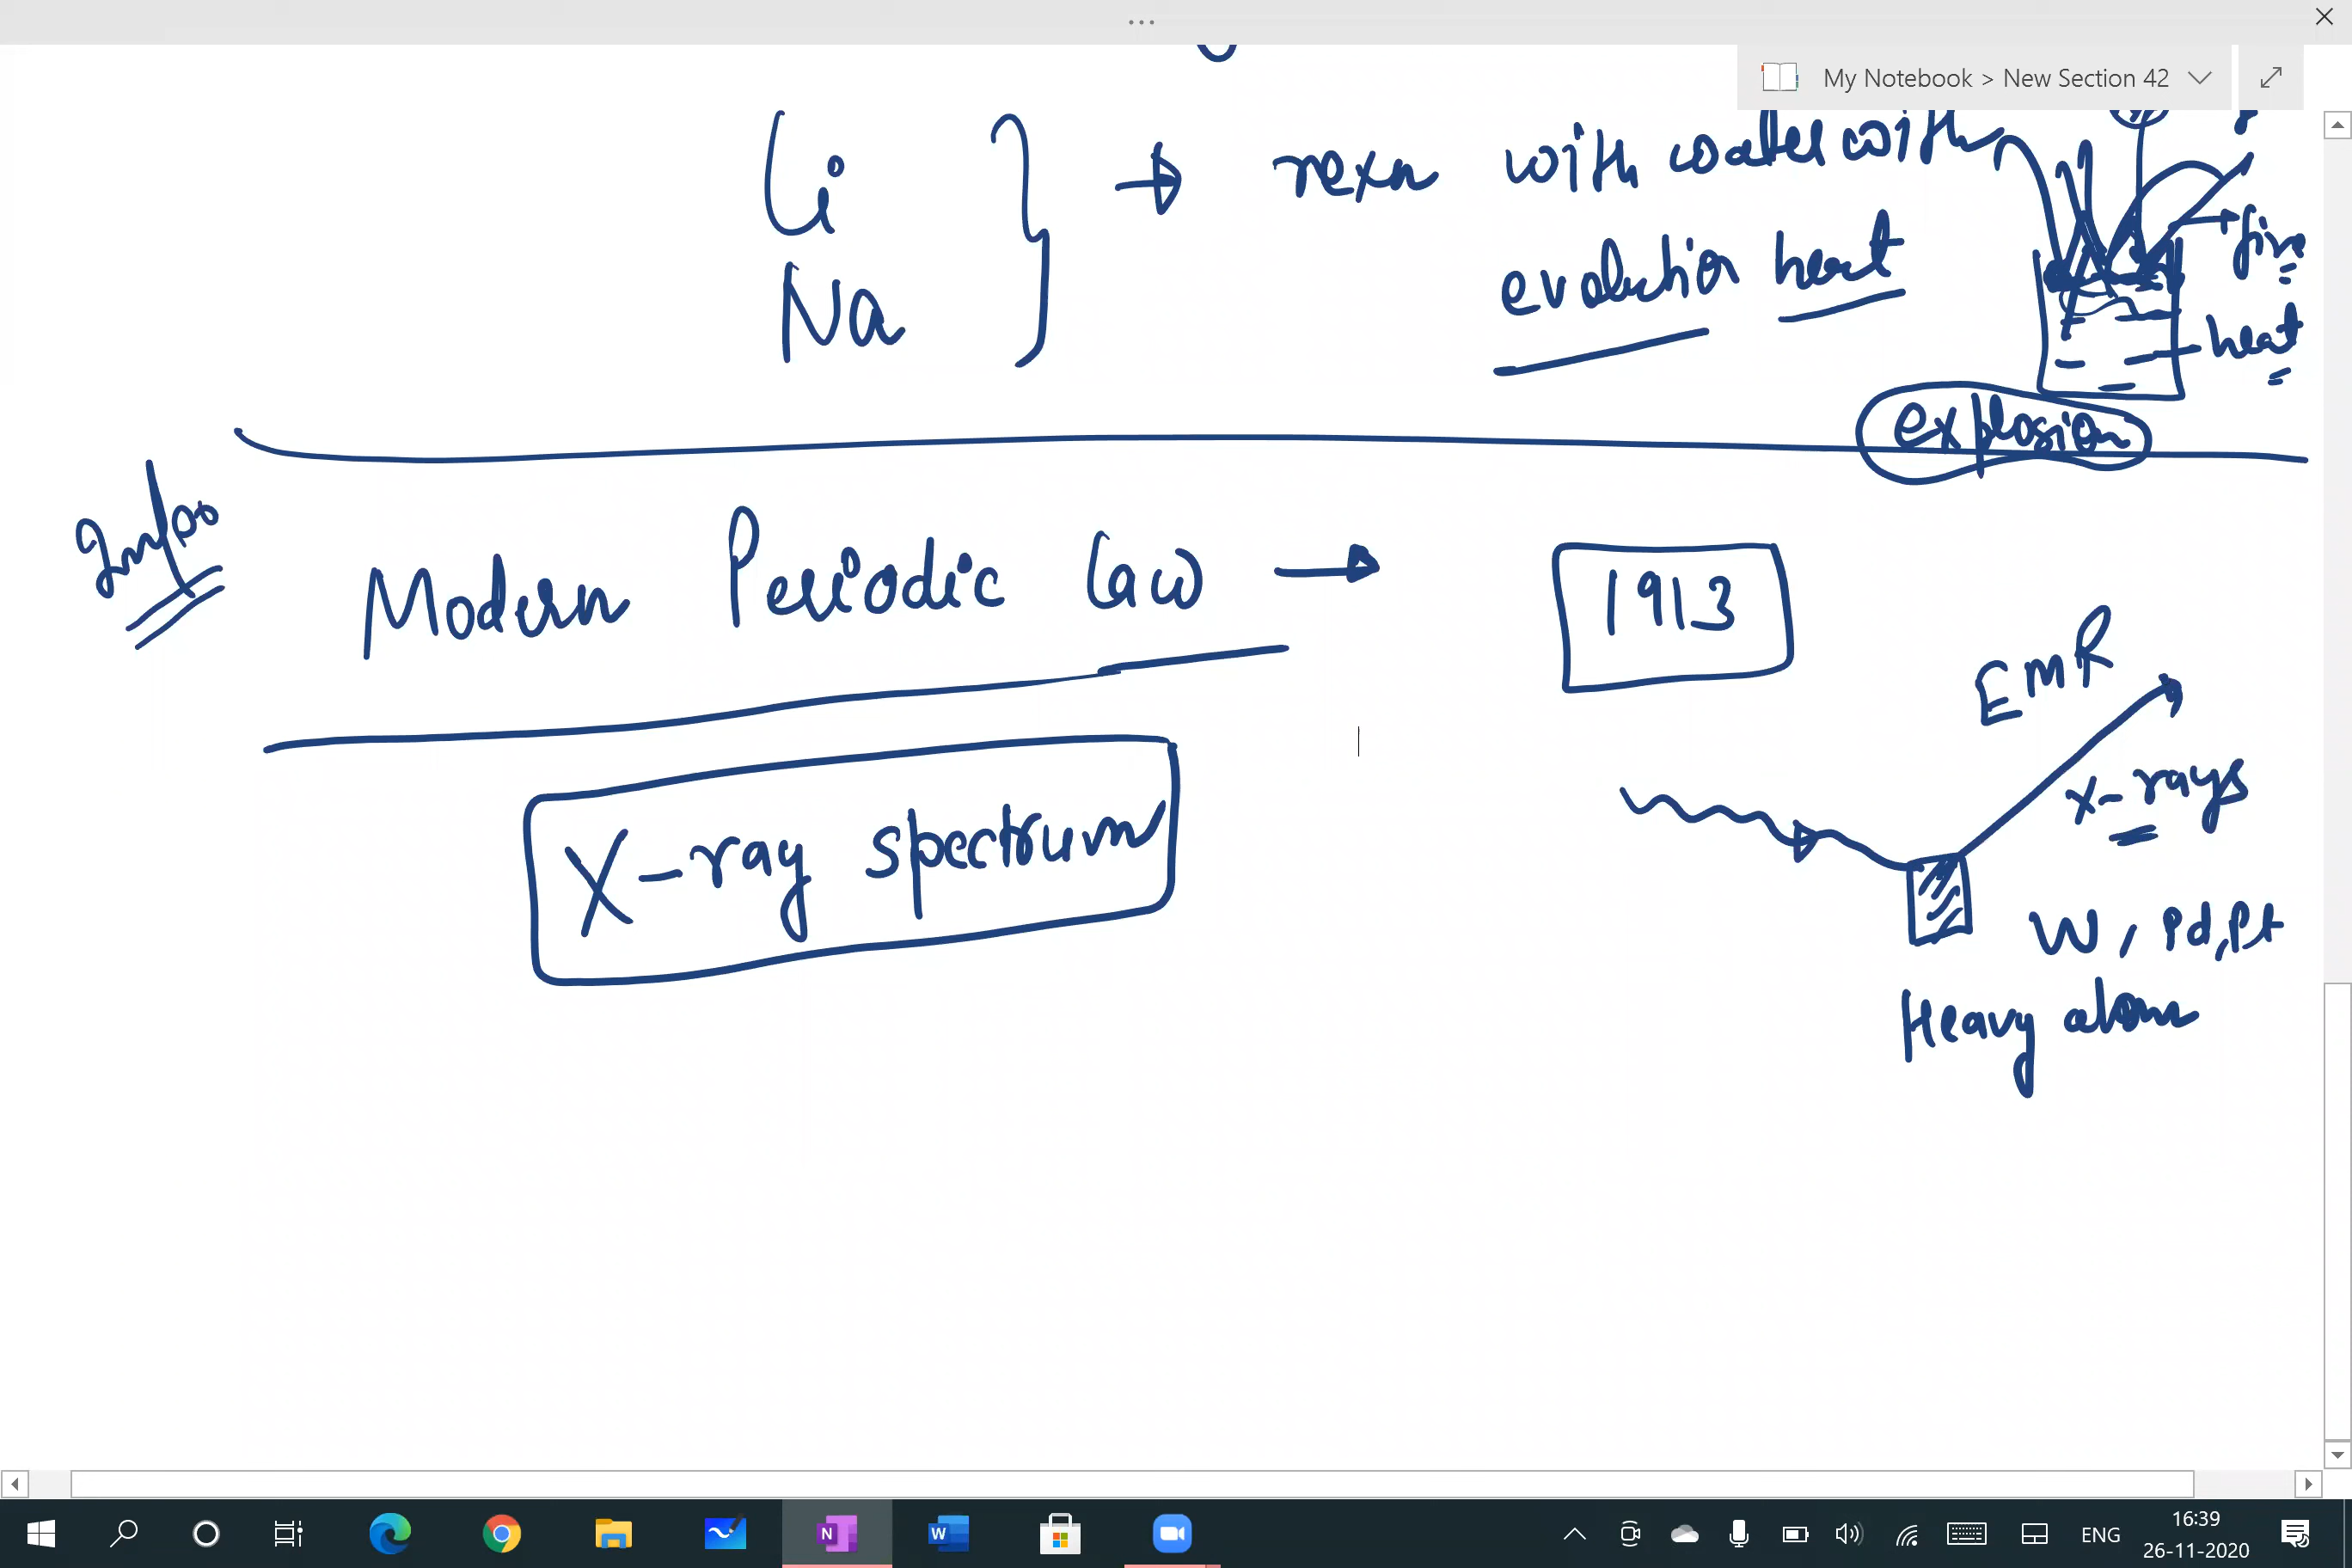 My Notebook > New Section 42
Li
Na
→ rexn with water with
evolution heat
fire
heat
explosion
Modern Periodic Law → 1913
EMR
X-rays
X-ray spectrum
W, Pd, Pt
Heavy atom
ENG
16:39
26-11-2020